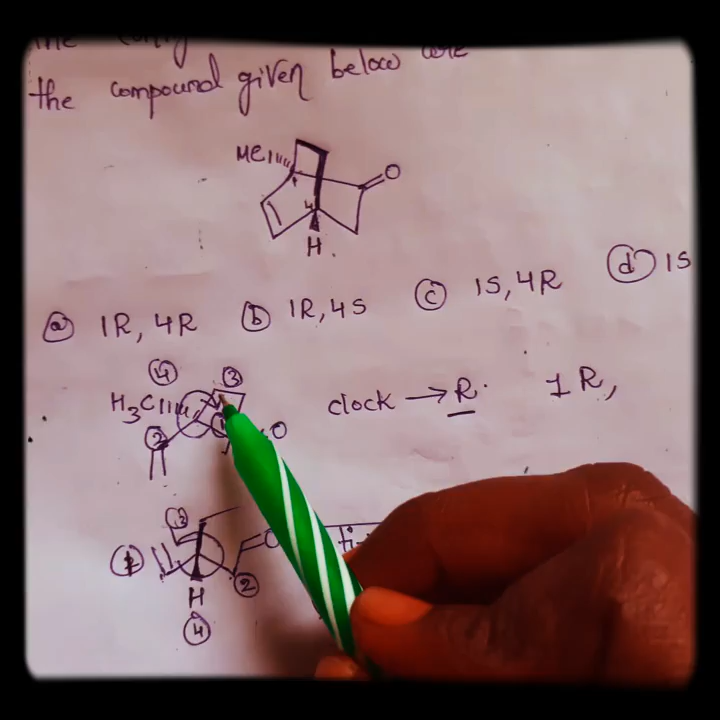 the compound given below are
Me
O
1
4
H
a 1R, 4R b 1R, 4S c 1S, 4R d 1S
4 3
H3C
2 1 O
clock → R. 1R,
3
1 O
2
H
4